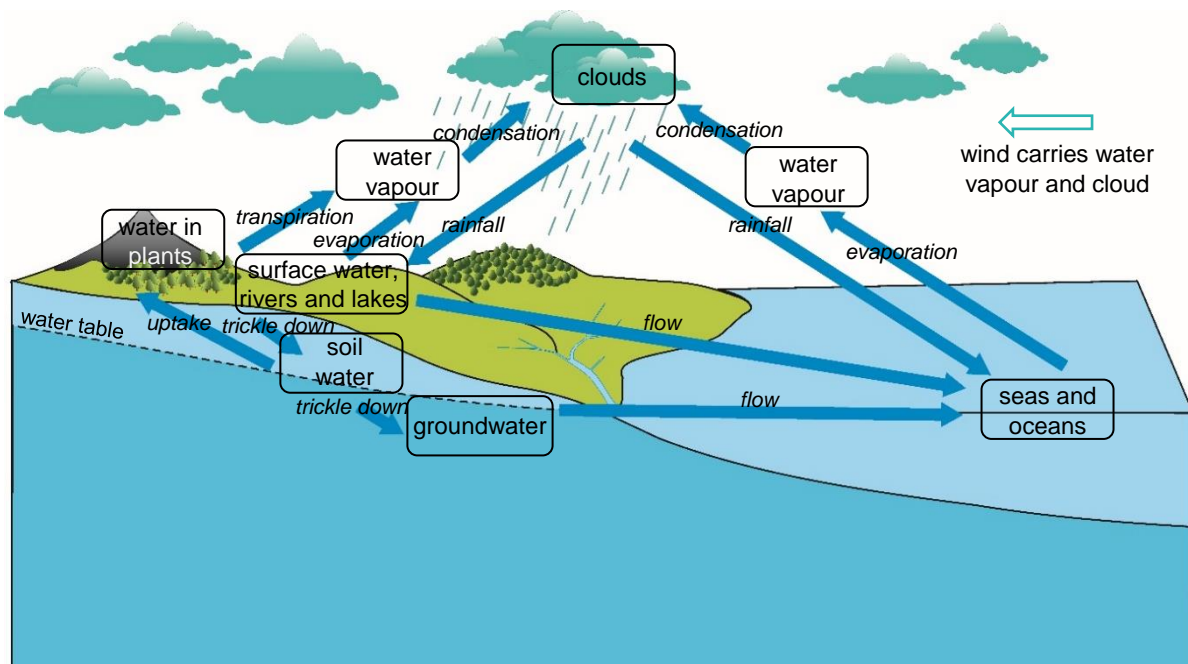 clouds
condensation
condensation
water
vapour
water
vapour
wind carries water
vapour and cloud
transpiration
evaporation
rainfall
rainfall
evaporation
water in
plants
surface water,
rivers and lakes
water table
uptake
trickle down
flow
soil
water
trickle down
groundwater
flow
seas and
oceans